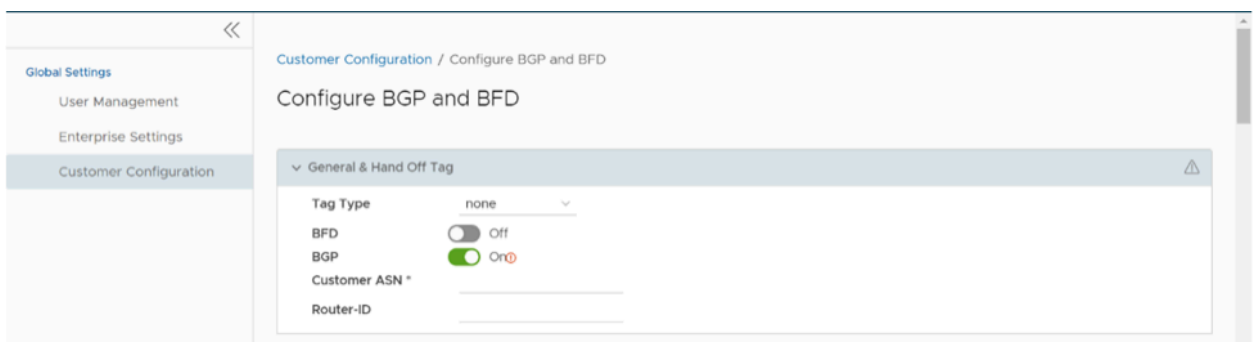 Global Settings
User Management
Enterprise Settings
Customer Configuration
Customer Configuration / Configure BGP and BFD
Configure BGP and BFD
General & Hand Off Tag
Tag Type none
BFD Off
BGP On
Customer ASN *
Router-ID